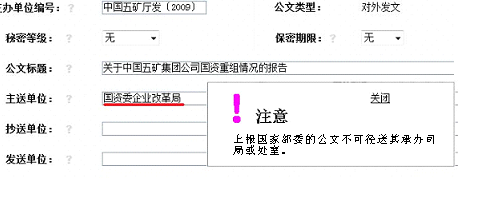 主办单位编号: ? 中国五矿厅发〔2009〕 公文类型: 对外发文
秘密等级: ? 无 保密期限: ? 无
公文标题: ? 关于中国五矿集团公司国资重组情况的报告
主送单位: ? 国资委企业改革局
关闭
! 注意
抄送单位: ?
上报国家部委的公文不可径送其承办司
局或处室。
发送单位: ?